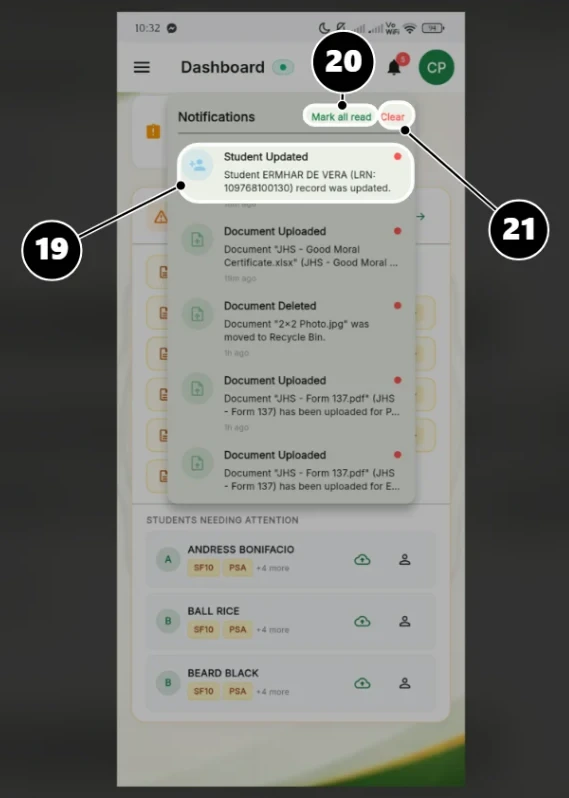 10:32
Vo
WiFi
94
20
Dashboard
CP
Notifications
Mark all read
Clear
Student Updated
Student ERMHAR DE VERA (LRN:
109768100130) record was updated.
19
21
Document Uploaded
Document "JHS - Good Moral
Certificate.xlsx" (JHS - Good Moral ...
Document Deleted
Document "2×2 Photo.jpg" was
moved to Recycle Bin.
1h ago
Document Uploaded
Document "JHS - Form 137.pdf" (JHS
- Form 137) has been uploaded for P...
1h ago
Document Uploaded
Document "JHS - Form 137.pdf" (JHS
- Form 137) has been uploaded for E...
STUDENTS NEEDING ATTENTION
A
ANDRESS BONIFACIO
SF10 PSA +4 more
B
BALL RICE
SF10 PSA +4 more
B
BEARD BLACK
SF10 PSA +4 more